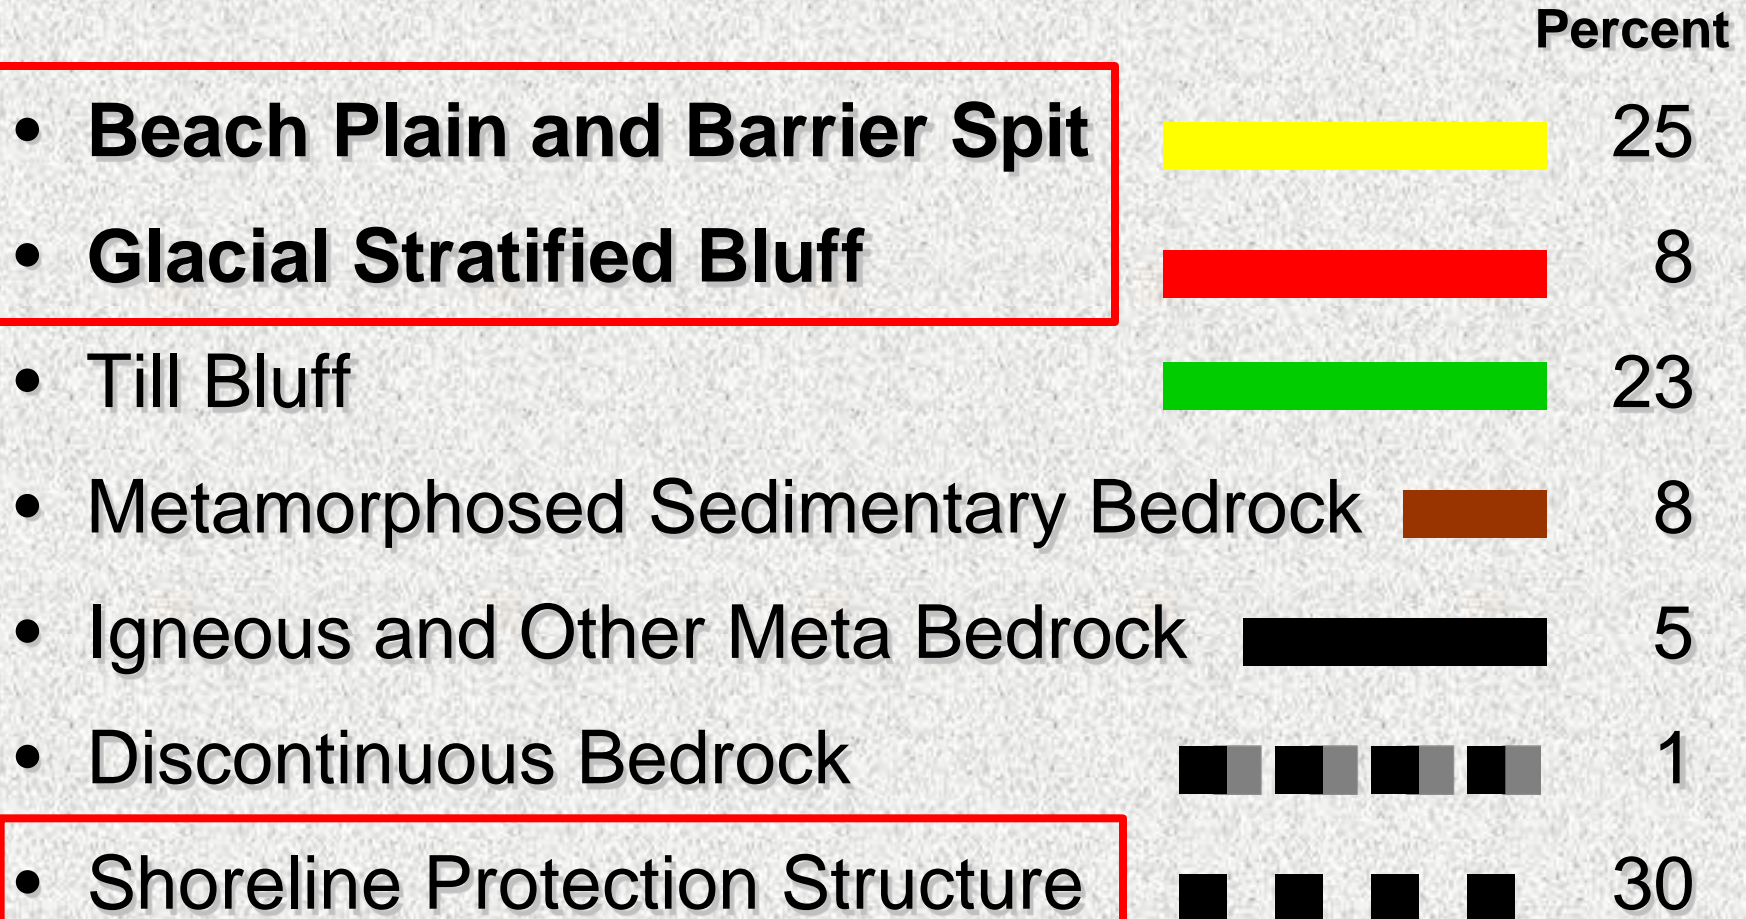 Percent
• Beach Plain and Barrier Spit 25
• Glacial Stratified Bluff 8
• Till Bluff 23
• Metamorphosed Sedimentary Bedrock 8
• Igneous and Other Meta Bedrock 5
• Discontinuous Bedrock 1
• Shoreline Protection Structure 30